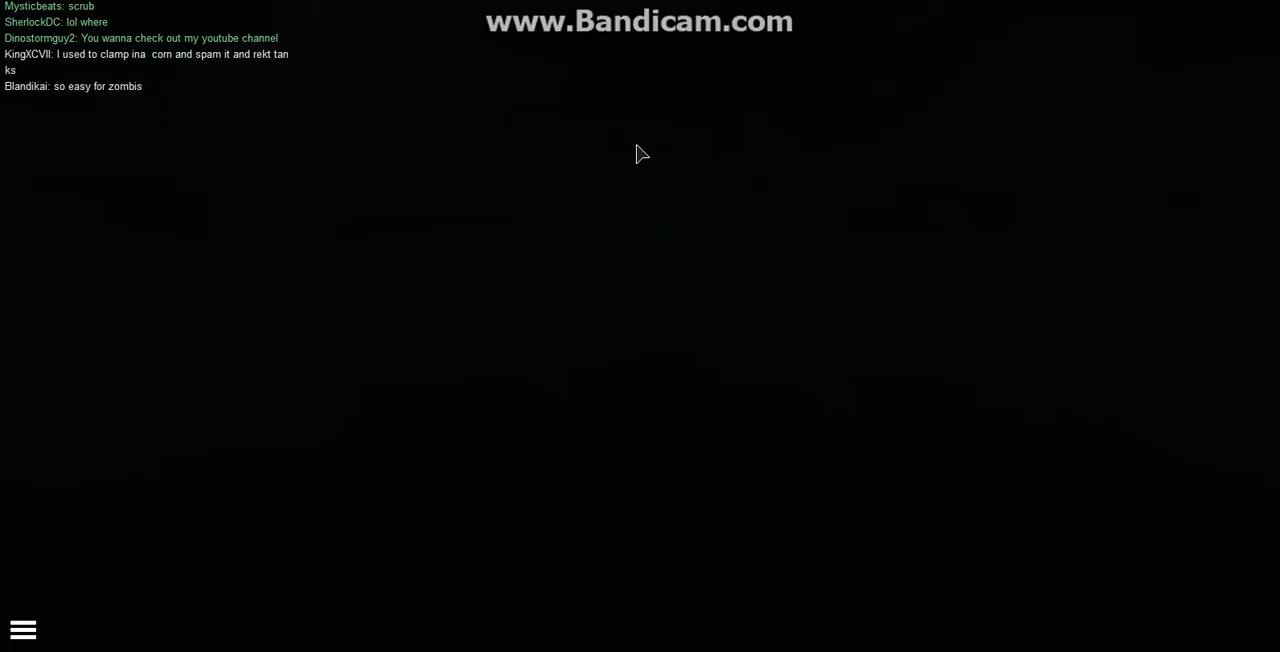 www.Bandicam.com
Mysticbeats: scrub
SherlockDC: lol where
Dinostormguy2: You wanna check out my youtube channel
KingXCVII: I used to clamp ina  corn and spam it and rekt tan
ks
Blandikai: so easy for zombis